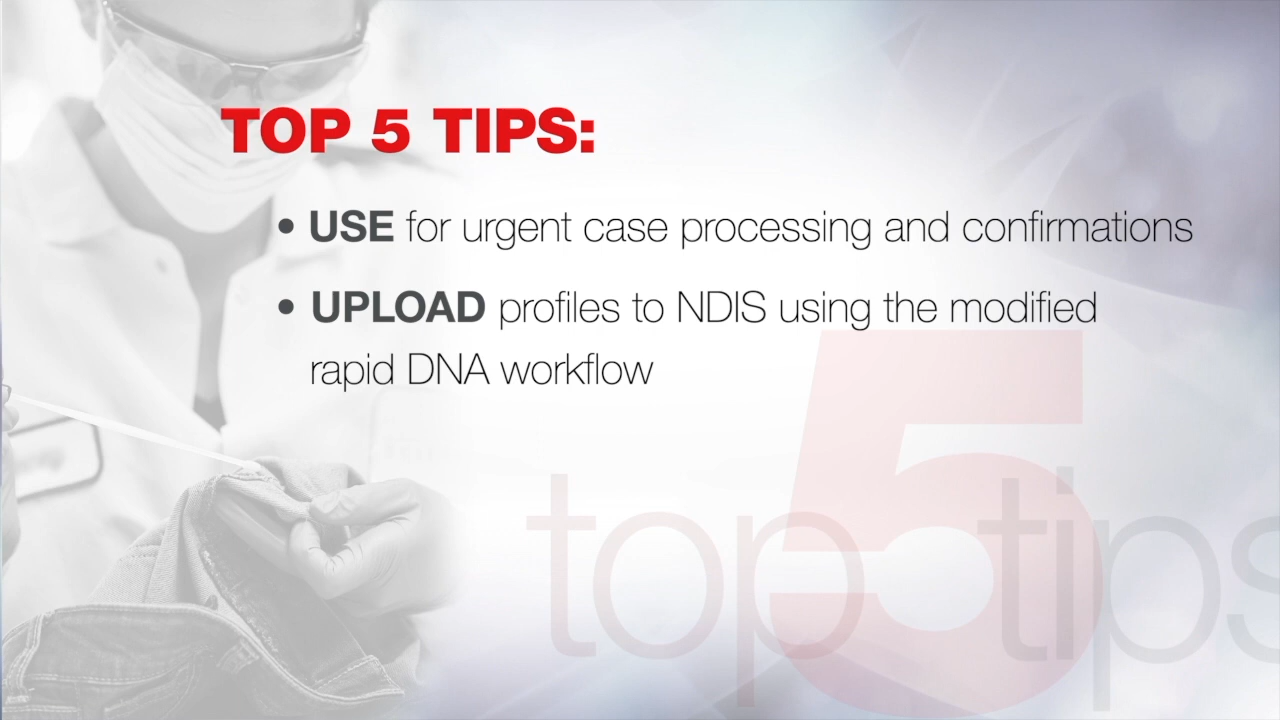 TOP 5 TIPS:
• USE for urgent case processing and confirmations
• UPLOAD profiles to NDIS using the modified
rapid DNA workflow
top 5 tips